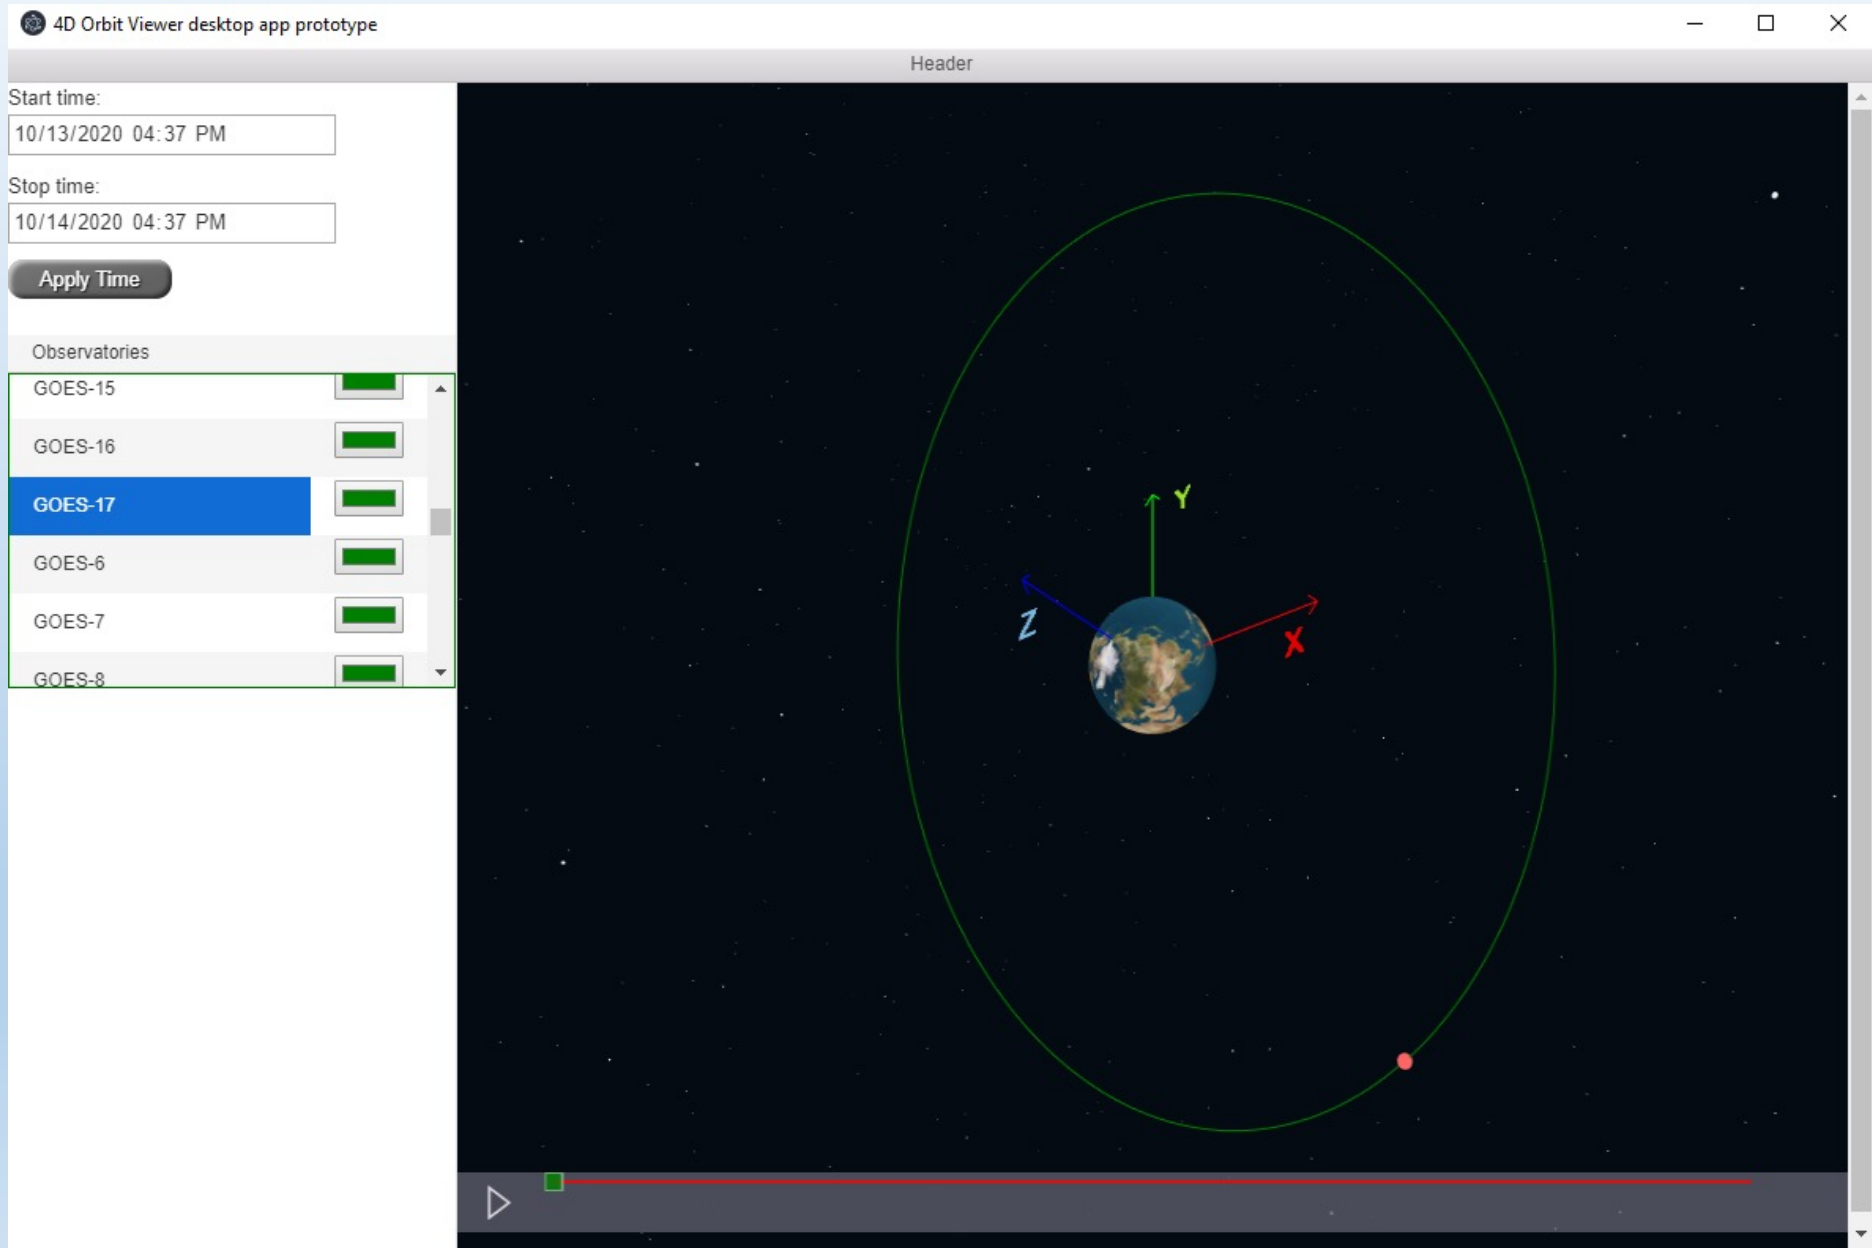 4D Orbit Viewer desktop app prototype
Header
Start time:
10/13/2020 04:37 PM
Stop time:
10/14/2020 04:37 PM
Apply Time
Observatories
GOES-15
GOES-16
GOES-17
GOES-6
GOES-7
GOES-8
Y
Z
X